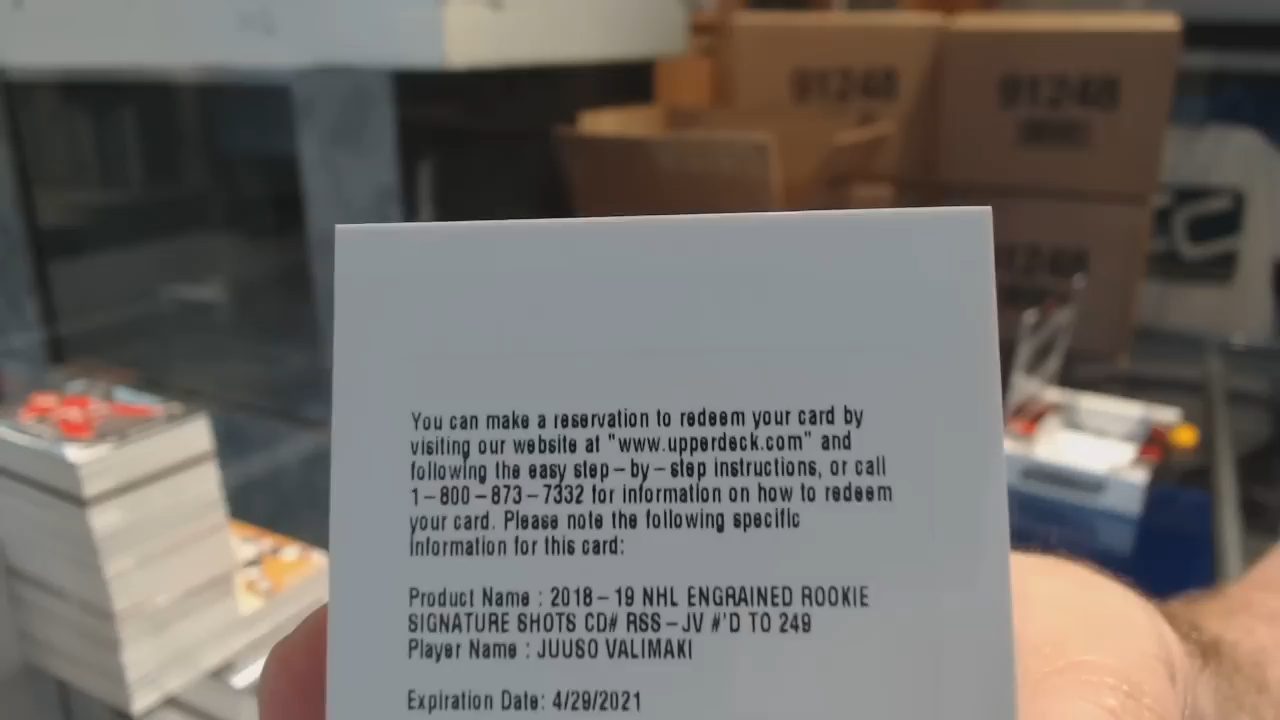 91248
91248
91248
You can make a reservation to redeem your card by
visiting our website at "www.upperdeck.com" and
following the easy step-by-step instructions, or call
1-800-873-7332 for information on how to redeem
your card. Please note the following specific
information for this card:
Product Name : 2018-19 NHL ENGRAINED ROOKIE
SIGNATURE SHOTS CD# RSS-JV #'D TO 249
Player Name : JUUSO VALIMAKI
Expiration Date: 4/29/2021